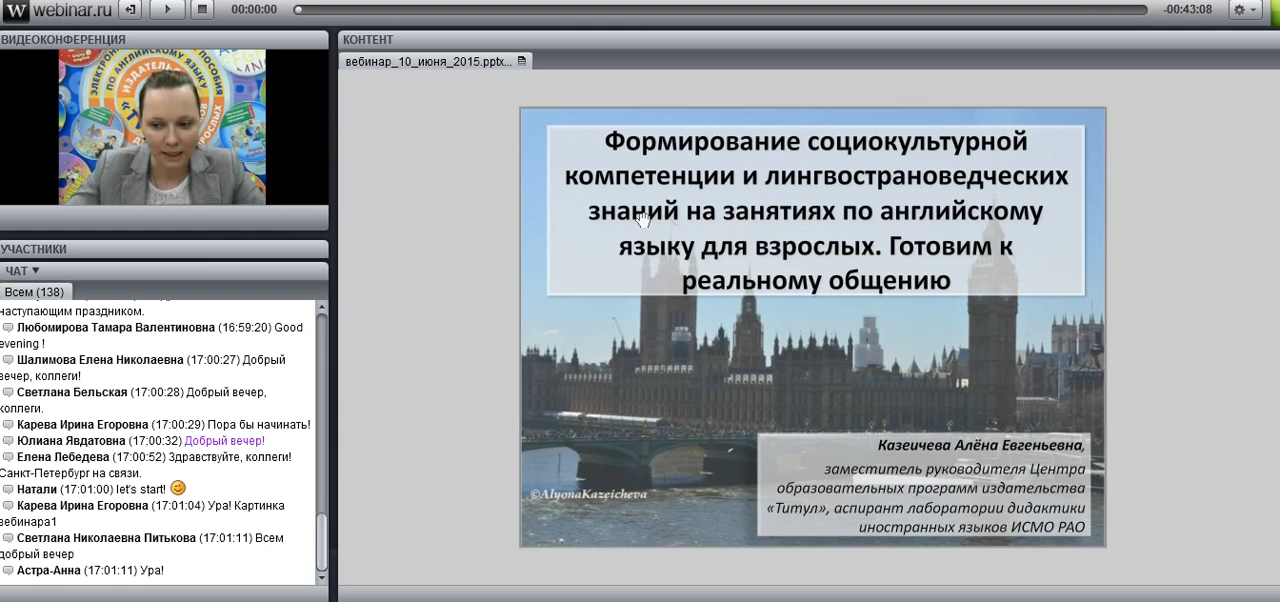 W webinar.ru
00:00:00
-00:43:08
ВИДЕОКОНФЕРЕНЦИЯ
ЭЛЕКТРОН
ПО АНГЛИЙСКОМУ ЯЗЫКУ
ПОСОБИЯ
ИЗДАТЕЛЬС
УЧАСТНИКИ
ЧАТ ▼
Всем (138)
наступающим праздником.
Любомирова Тамара Валентиновна (16:59:20) Good
evening !
Шалимова Елена Николаевна (17:00:27) Добрый
вечер, коллеги!
Светлана Бельская (17:00:28) Добрый вечер,
коллеги.
Карева Ирина Егоровна (17:00:29) Пора бы начинать!
Юлиана Явдатовна (17:00:32) Добрый вечер!
Елена Лебедева (17:00:52) Здравствуйте, коллеги!
Санкт-Петербург на связи.
Натали (17:01:00) let's start!
Карева Ирина Егоровна (17:01:04) Ура! Картинка
вебинара1
Светлана Николаевна Питькова (17:01:11) Всем
добрый вечер
Астра-Анна (17:01:11) Ура!
КОНТЕНТ
вебинар_10_июня_2015.pptx...
Формирование социокультурной
компетенции и лингвострановедческих
знаний на занятиях по английскому
языку для взрослых. Готовим к
реальному общению
Казеичева Алёна Евгеньевна,
заместитель руководителя Центра
образовательных программ издательства
«Титул», аспирант лаборатории дидактики
иностранных языков ИСМО РАО
©AlyonaKazeicheva